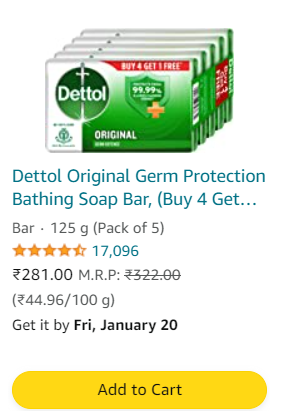 BUY 4 GET 1 FREE*
Dettol
99.99%
ORIGINAL
Dettol Original Germ Protection
Bathing Soap Bar, (Buy 4 Get…
Bar · 125 g (Pack of 5)
17,096
₹281.00 M.R.P: ₹322.00
(₹44.96/100 g)
Get it by Fri, January 20
Add to Cart